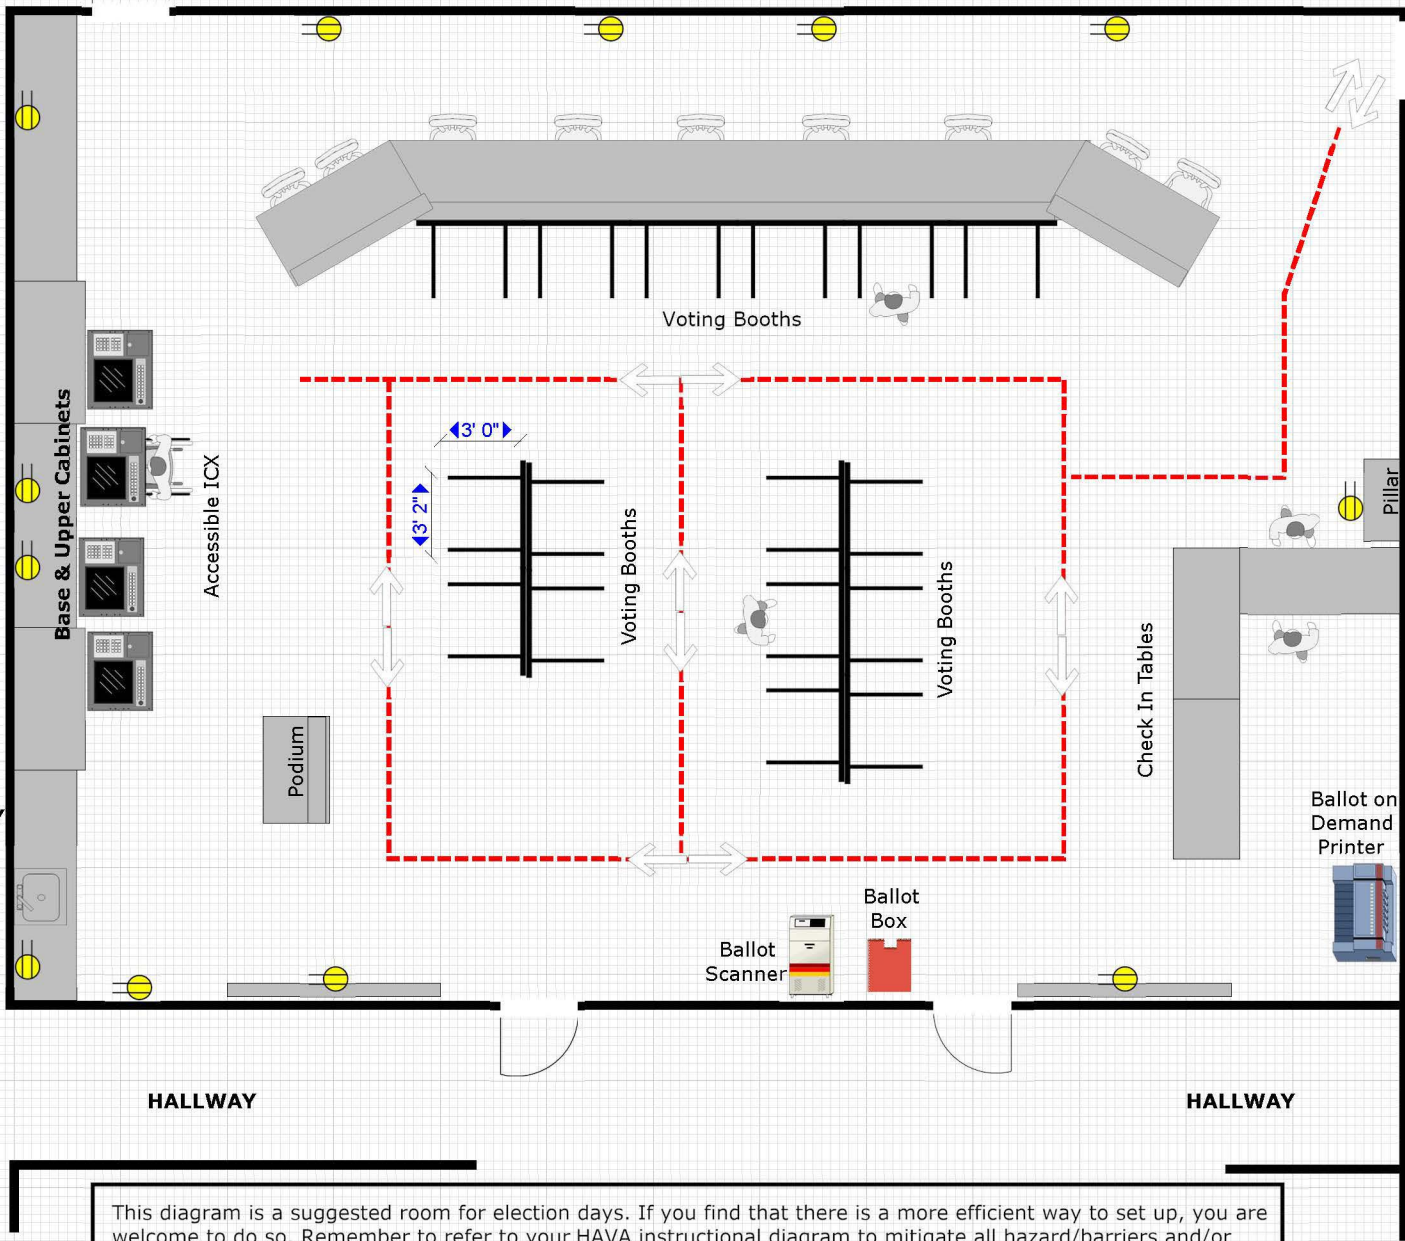 Voting Booths
3' 0"
3' 2"
Base & Upper Cabinets
Accessible ICX
Voting Booths
Voting Booths
Pillar
Check In Tables
Podium
Ballot on
Demand
Printer
Ballot
Box
Ballot
Scanner
HALLWAY
HALLWAY
This diagram is a suggested room for election days. If you find that there is a more efficient way to set up, you are
welcome to do so. Remember to refer to your HAVA instructional diagram to mitigate all hazard/barriers and/or